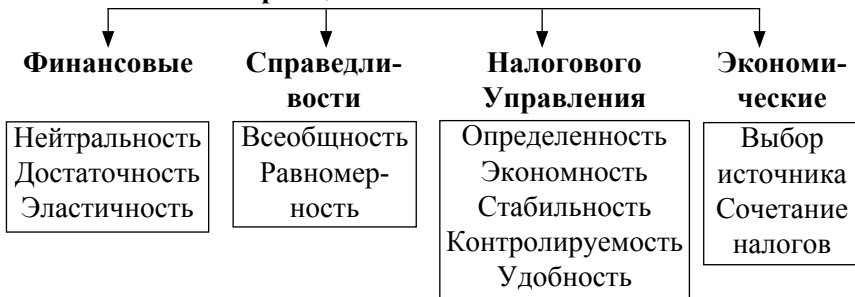 Финансовые
Справедли-
вости
Налогового
Управления
Экономи-
ческие
Нейтральность
Достаточность
Эластичность
Всеобщность
Равномер-
ность
Определенность
Экономность
Стабильность
Контролируемость
Удобность
Выбор
источника
Сочетание
налогов